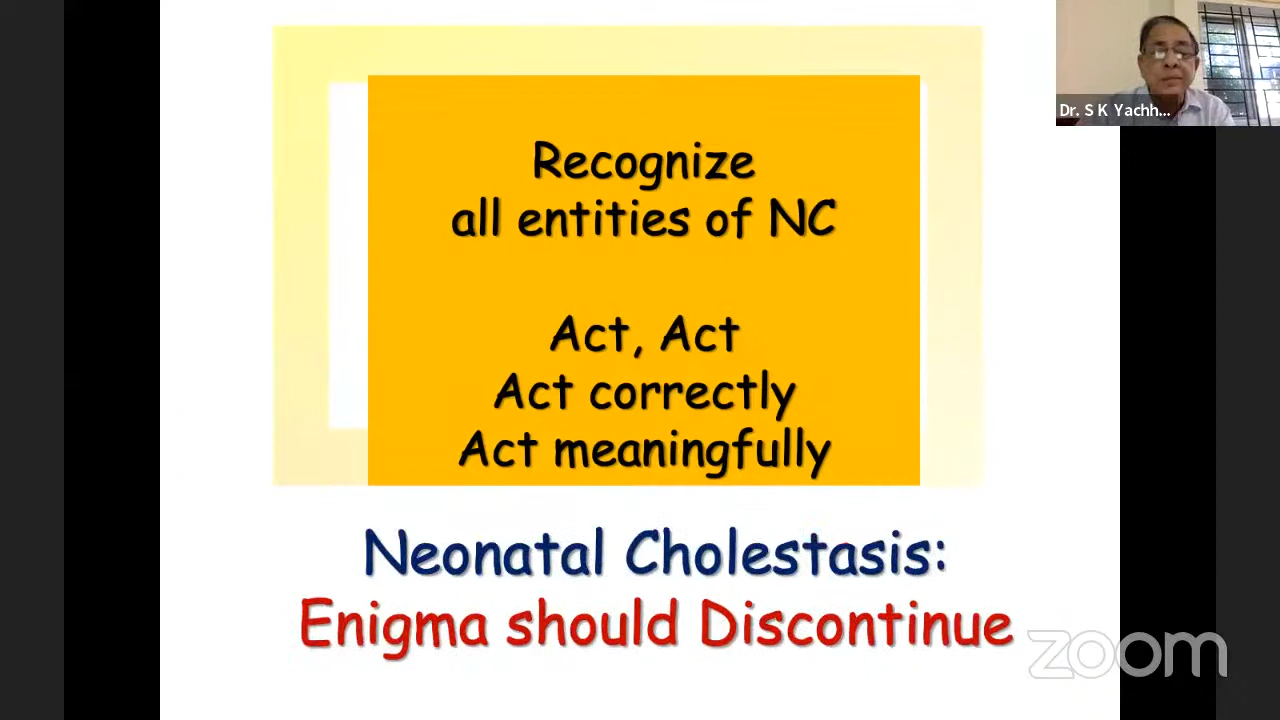 Recognize
all entities of NC
Act, Act
Act correctly
Act meaningfully
Neonatal Cholestasis:
Enigma should Discontinue
Dr. S K Yachh...
zoom